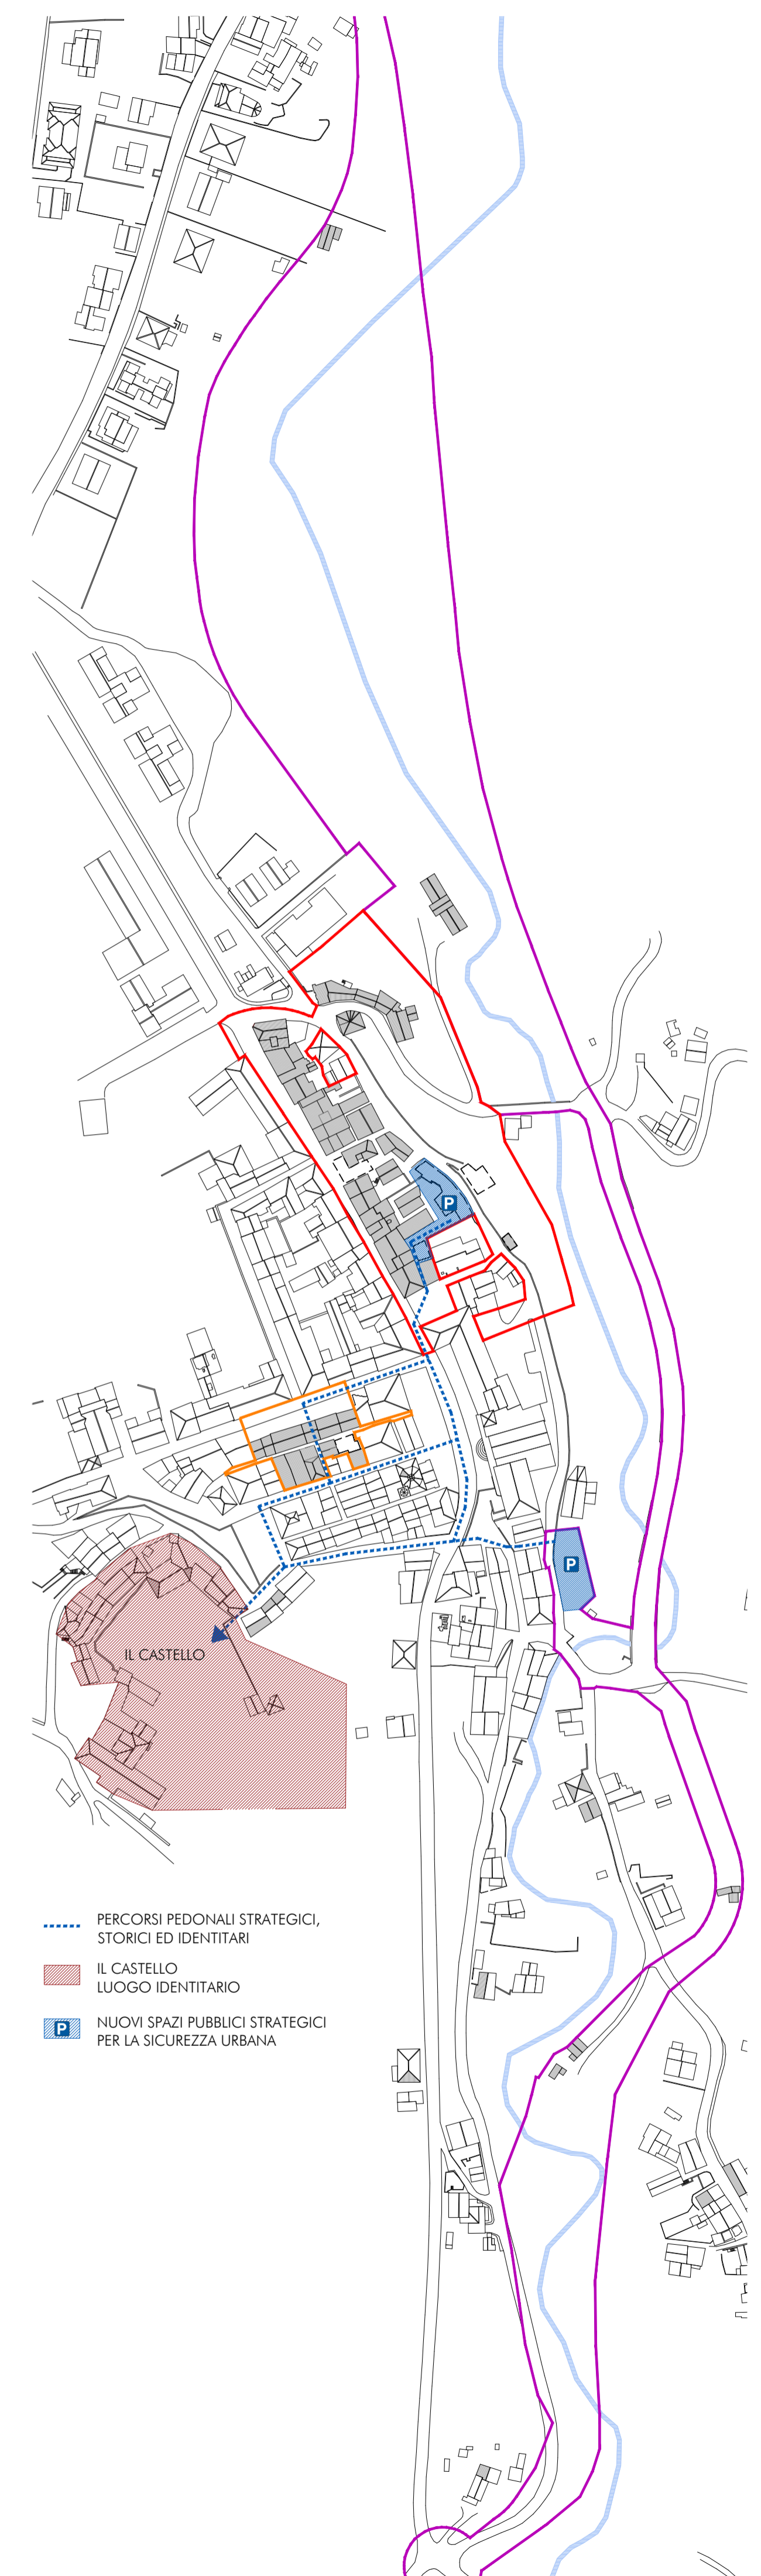 P
P
IL CASTELLO
PERCORSI PEDONALI STRATEGICI,
STORICI ED IDENTITARI
IL CASTELLO
LUOGO IDENTITARIO
P
NUOVI SPAZI PUBBLICI STRATEGICI
PER LA SICUREZZA URBANA